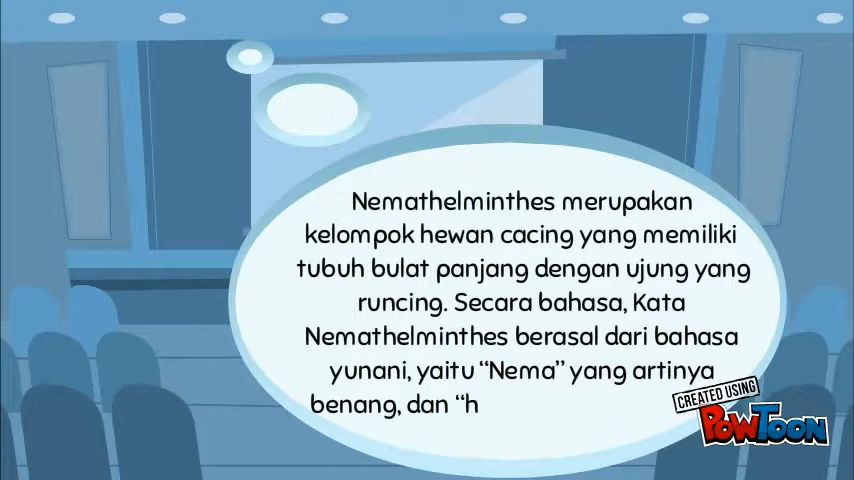 Nemathelminthes merupakan
kelompok hewan cacing yang memiliki
tubuh bulat panjang dengan ujung yang
runcing. Secara bahasa, Kata
Nemathelminthes berasal dari bahasa
yunani, yaitu “Nema” yang artinya
benang, dan “h
CREATED USING
POWTOON